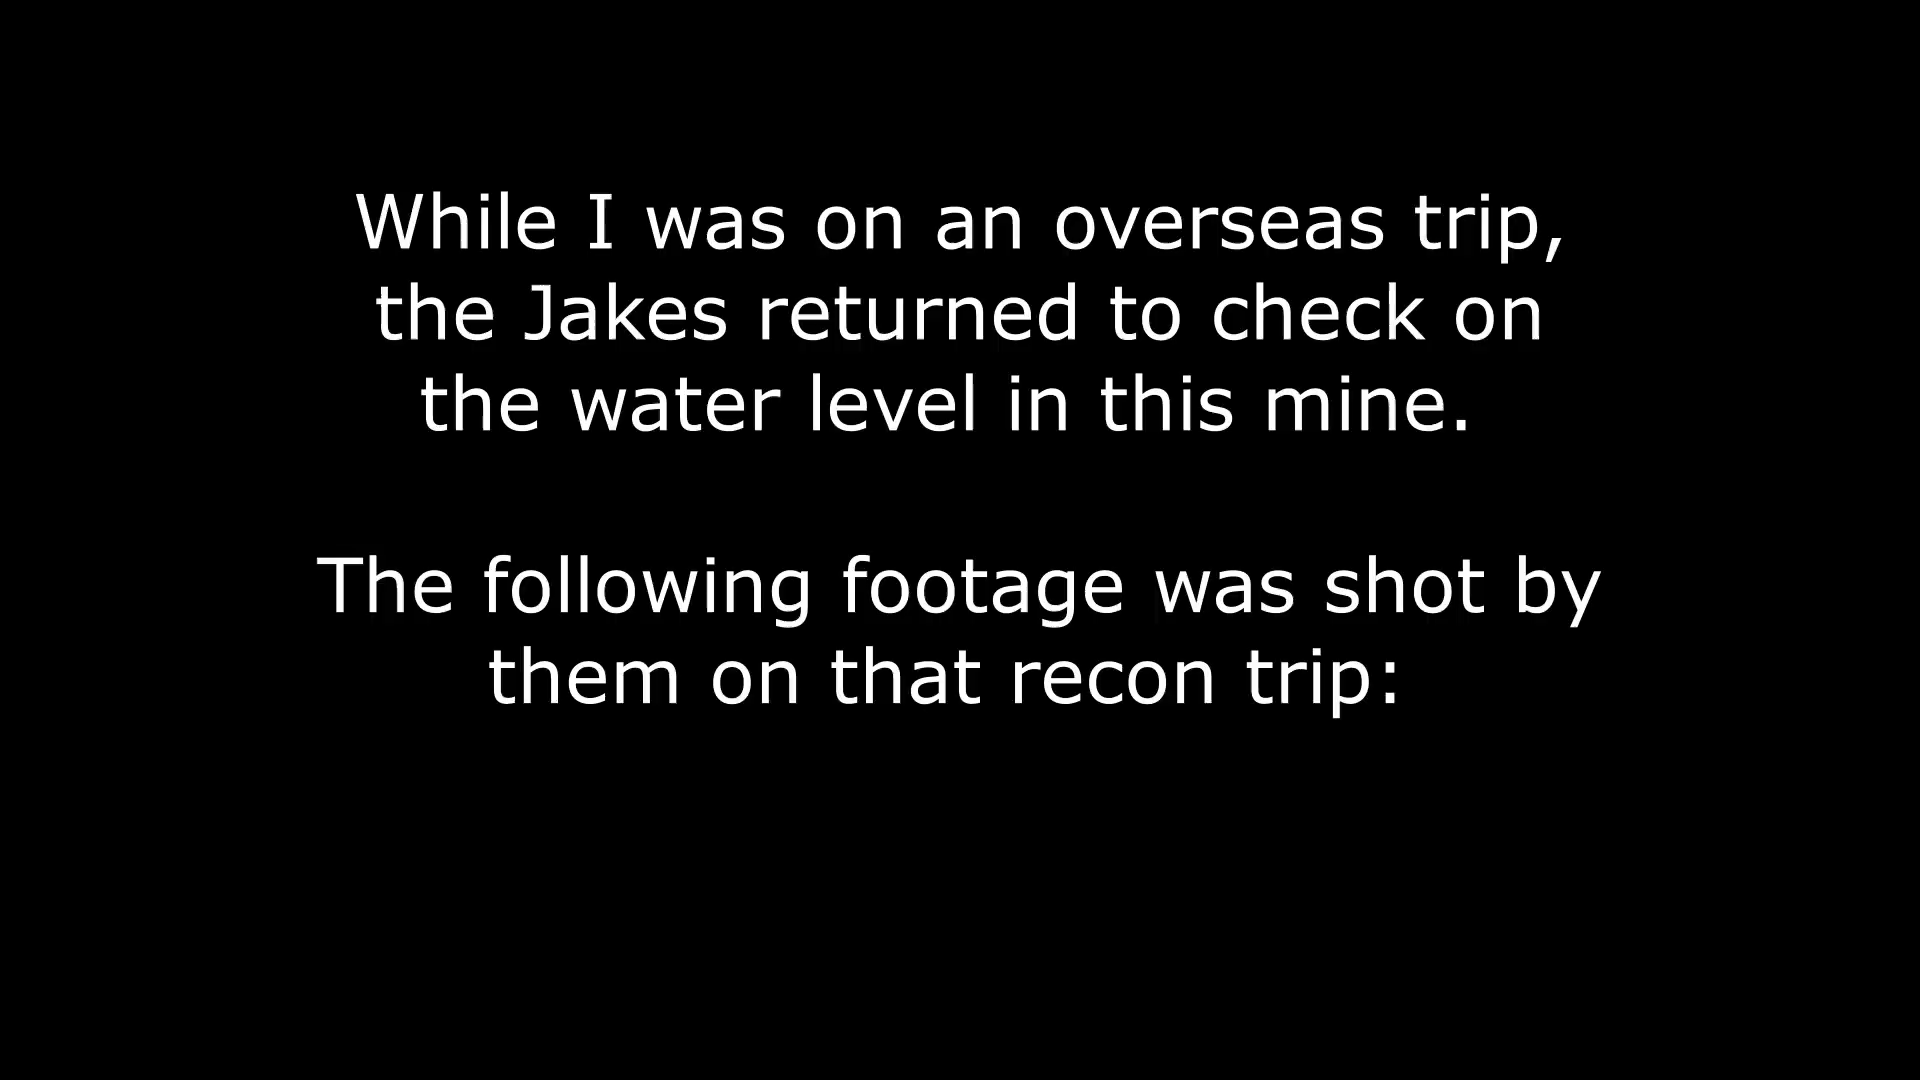 While I was on an overseas trip,
the Jakes returned to check on
the water level in this mine.
The following footage was shot by
them on that recon trip: